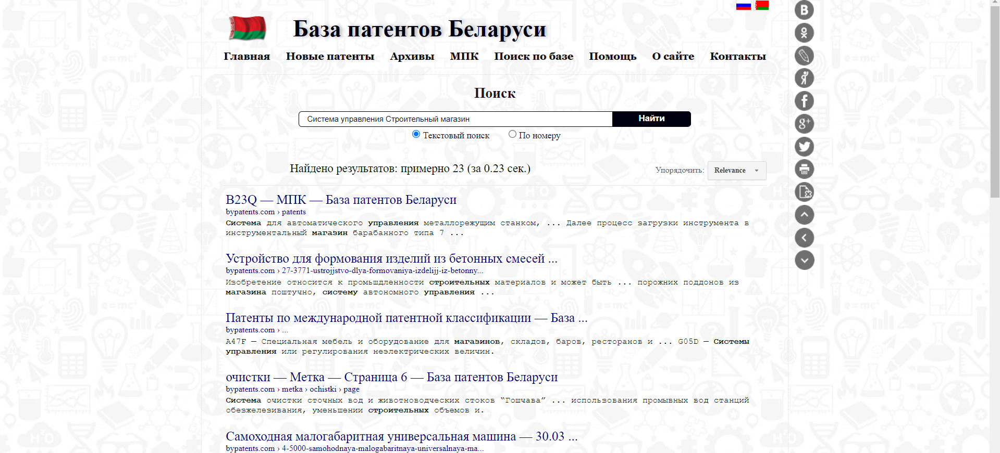 База патентов Беларуси
Главная Новые патенты Архивы МПК Поиск по базе Помощь О сайте Контакты
Поиск
Система управления Строительный магазин Найти
Текстовый поиск По номеру
Найдено результатов: примерно 23 (за 0.23 сек.)
Упорядочить: Relevance
B23Q — МПК — База патентов Беларуси
bypatents.com › patents
Система для автоматического управления металлорежущим станком, ... Далее процесс загрузки инструмента в
инструментальный магазин барабанного типа 7 ...
Устройство для формования изделий из бетонных смесей ...
bypatents.com › 27-3771-ustrojjstvo-dlya-formovaniya-izdelijj-iz-betonny...
Изобретение относится к промышдленности строительных материалов и может быть ... порожних поддонов из
магазина поштучно, систему автономного управления ...
Патенты по международной патентной классификации — База ...
bypatents.com › ...
A47F — Специальная мебель и оборудование для магазинов, складов, баров, ресторанов и ... G05D — Системы
управления или регулирования неэлектрических величин.
очистки — Метка — Страница 6 — База патентов Беларуси
bypatents.com › metka › ochistki › page
Система очистки сточных вод и животноводческих стоков “Гошчава” ... использования промывных вод станций
обезжелезивания, уменьшении строительных объемов и.
Самоходная малогабаритная универсальная машина — 30.03 ...
bypatents.com › 4-5000-samohodnaya-malogabaritnaya-universalnaya-ma...